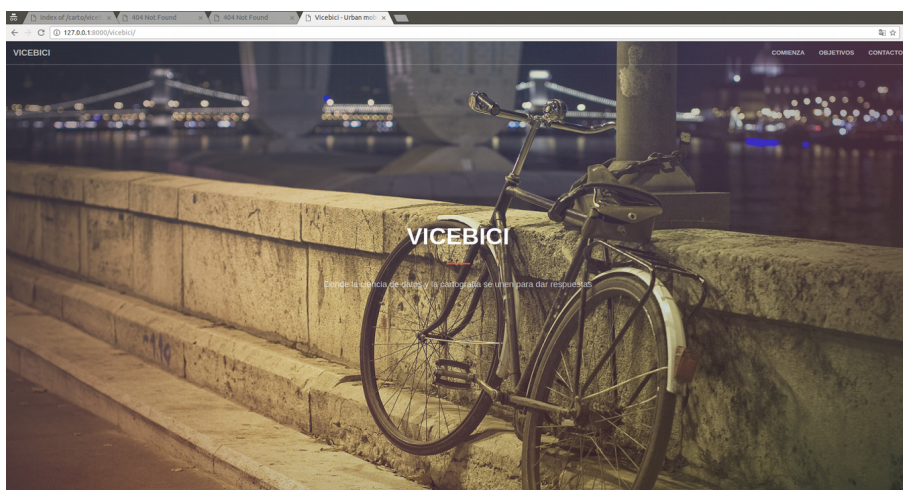 Index of /carto/viceb
404 Not Found
404 Not Found
Vicebici - Urban mob
127.0.0.1:8000/vicebici/
VICEBICI
COMIENZA
OBJETIVOS
CONTACTO
VICEBICI
Donde la ciencia de datos y la cartografía se unen para dar respuestas